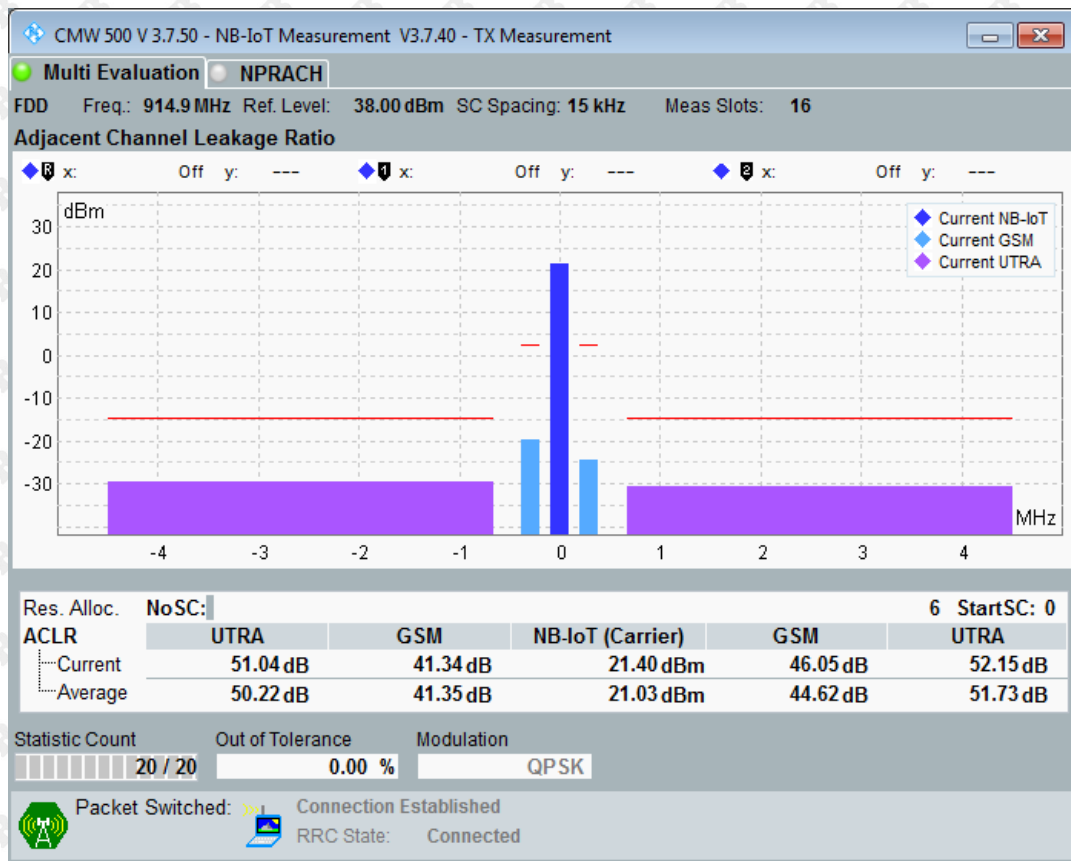 CMW 500 V 3.7.50 - NB-IoT Measurement V3.7.40 - TX Measurement
Multi Evaluation NPRACH
FDD Freq.: 914.9 MHz Ref. Level: 38.00 dBm SC Spacing: 15 kHz Meas Slots: 16
Adjacent Channel Leakage Ratio
R x: Off y: --- 1 x: Off y: --- 2 x: Off y: ---
dBm
Current NB-IoT
Current GSM
Current UTRA
30
20
10
0
-10
-20
-30
MHz
-4 -3 -2 -1 0 1 2 3 4
Res. Alloc. NoSC: 6 StartSC: 0
ACLR UTRA GSM NB-IoT (Carrier) GSM UTRA
Current 51.04 dB 41.34 dB 21.40 dBm 46.05 dB 52.15 dB
Average 50.22 dB 41.35 dB 21.03 dBm 44.62 dB 51.73 dB
Statistic Count Out of Tolerance Modulation
20 / 20 0.00 % QPSK
Packet Switched: Connection Established
RRC State: Connected